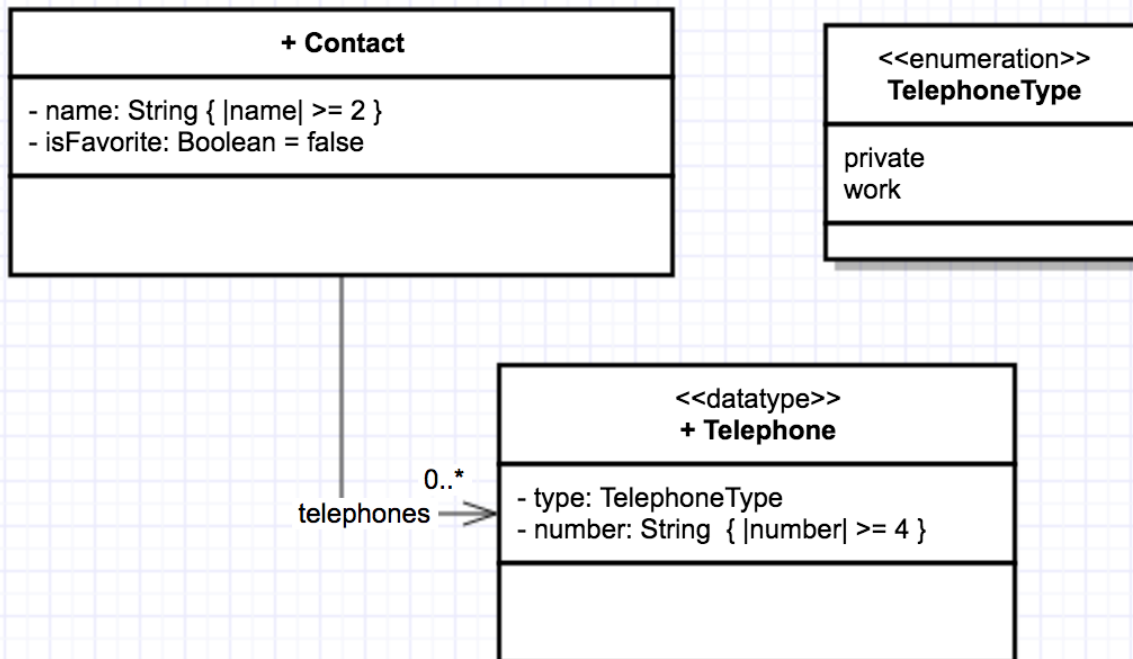 + Contact
- name: String { |name| >= 2 }
- isFavorite: Boolean = false
<<enumeration>>
TelephoneType
private
work
0..*
telephones
<<datatype>>
+ Telephone
- type: TelephoneType
- number: String  { |number| >= 4 }